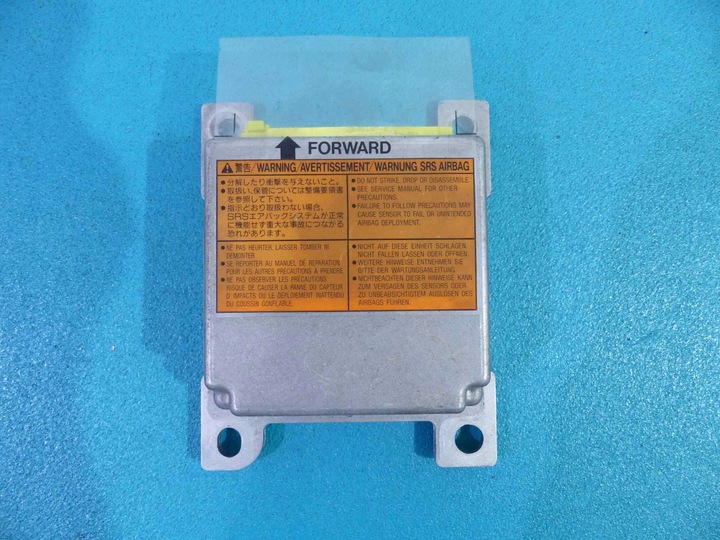 FORWARD
警告/WARNING/AVERTISSEMENT/WARNUNG SRS AIRBAG
●分解したり衝撃を与えないこと。
●取扱い、保管については整備要領書
を参照して下さい。
●指示どおり取扱わない場合、
SRSエアバッグシステムが正常
に機能せず重大な事故につながる
恐れがあります。
●DO NOT STRIKE, DROP OR DISASSEMBLE.
●SEE SERVICE MANUAL FOR OTHER
PRECAUTIONS.
●FAILURE TO FOLLOW PRECAUTIONS MAY
CAUSE SENSOR TO FAIL OR UNINTENDED
AIRBAG DEPLOYMENT.
●NE PAS HEURTER, LAISSER TOMBER NI
DÉMONTER.
●SE REPORTER AU MANUEL DE RÉPARATION
POUR LES AUTRES PRÉCAUTIONS À PRENDRE.
●NE PAS OBSERVER LES PRÉCAUTIONS
RISQUE DE CAUSER LA PANNE DU CAPTEUR
D'IMPACTS OU LE DÉPLOIEMENT INATTENDU
DU COUSSIN GONFLABLE.
●NICHT AUF DIESE EINHEIT SCHLAGEN,
NICHT FALLEN LASSEN ODER ÖFFNEN.
●WEITERE HINWEISE ENTNEHMEN SIE
BITTE DER WARTUNGSANLEITUNG.
●NICHTBEACHTEN DIESER HINWEISE KANN
ZUM VERSAGEN DES SENSORS ODER
ZU UNBEABSICHTIGTEM AUSLÖSEN DES
AIRBAGS FÜHREN.